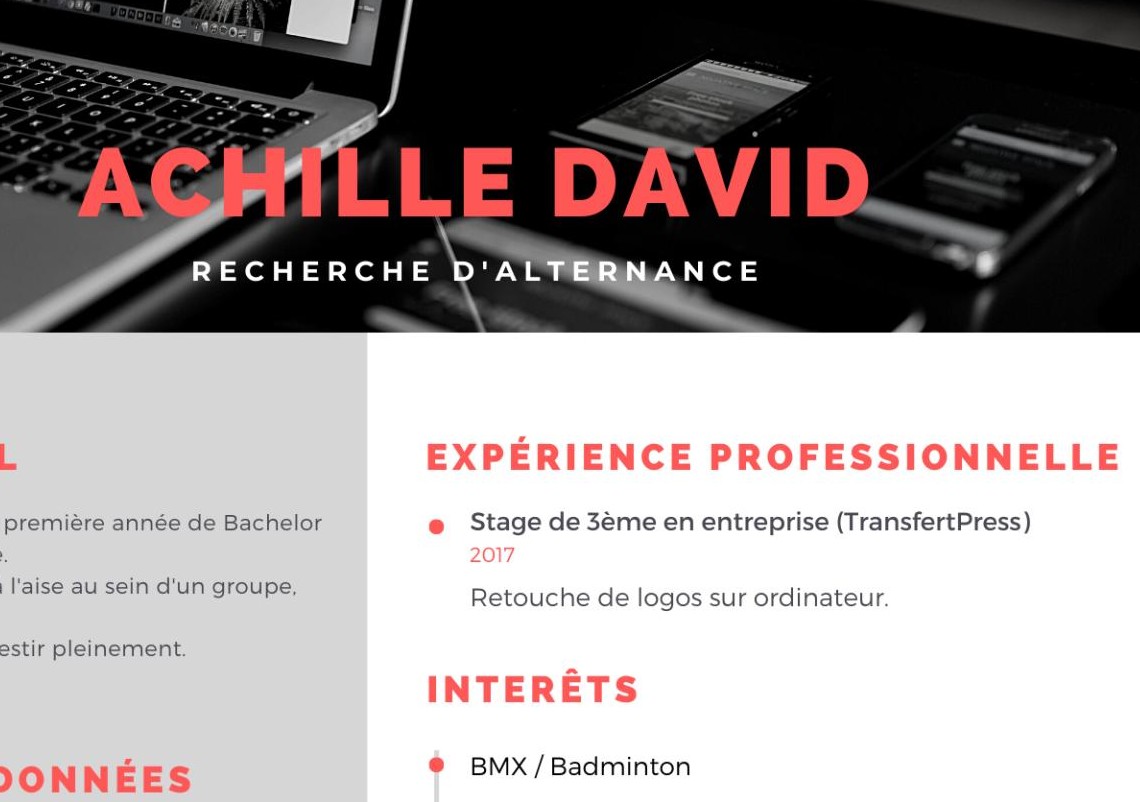 ACHILLE DAVID
RECHERCHE D'ALTERNANCE
L
première année de Bachelor
e.
à l'aise au sein d'un groupe,
estir pleinement.
DONNÉES
EXPÉRIENCE PROFESSIONNELLE
Stage de 3ème en entreprise (TransfertPress)
2017
Retouche de logos sur ordinateur.
INTERÊTS
BMX / Badminton